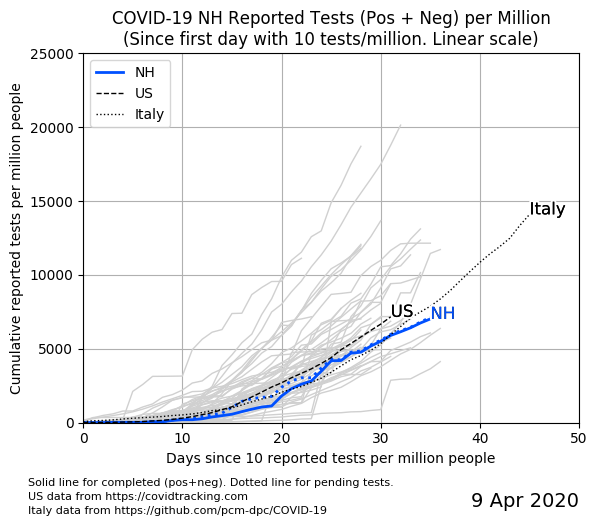 COVID-19 NH Reported Tests (Pos + Neg) per Million
(Since first day with 10 tests/million. Linear scale)
Cumulative reported tests per million people
25000
20000
15000
10000
5000
0
NH
US
Italy
Italy
US
NH
0 10 20 30 40 50
Days since 10 reported tests per million people
Solid line for completed (pos+neg). Dotted line for pending tests.
US data from https://covidtracking.com
Italy data from https://github.com/pcm-dpc/COVID-19
9 Apr 2020